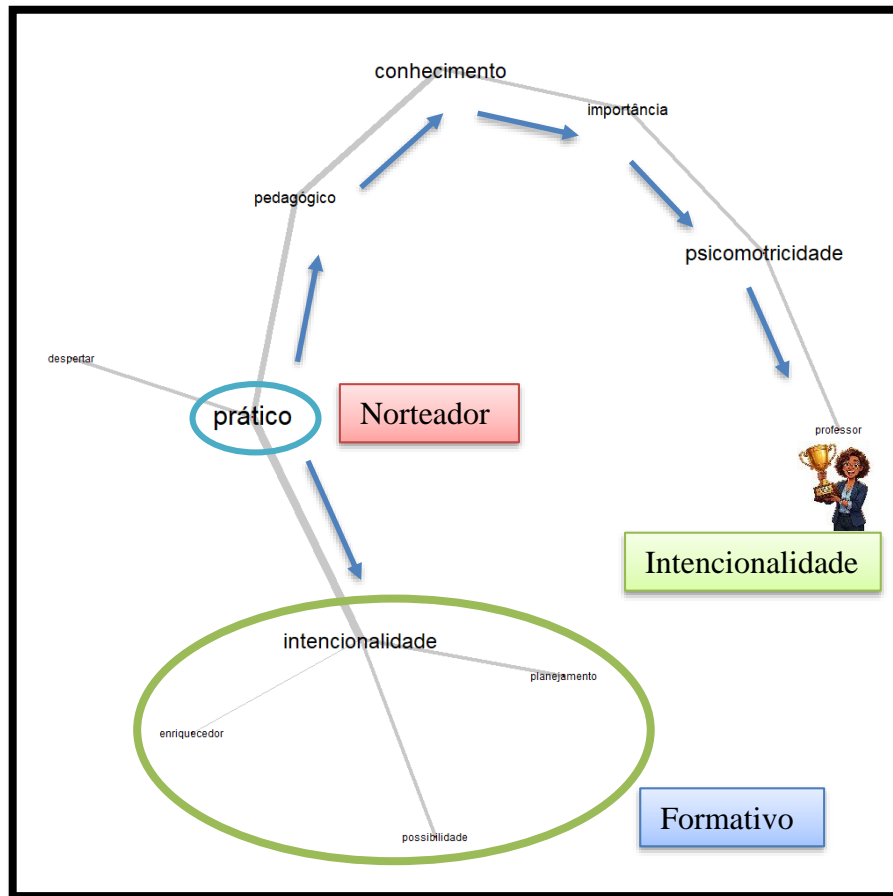 conhecimento
importância
pedagógico
psicomotricidade
despertar
prático
Norteador
professor
Intencionalidade
intencionalidade
planejamento
enriquecedor
Formativo
possibilidade